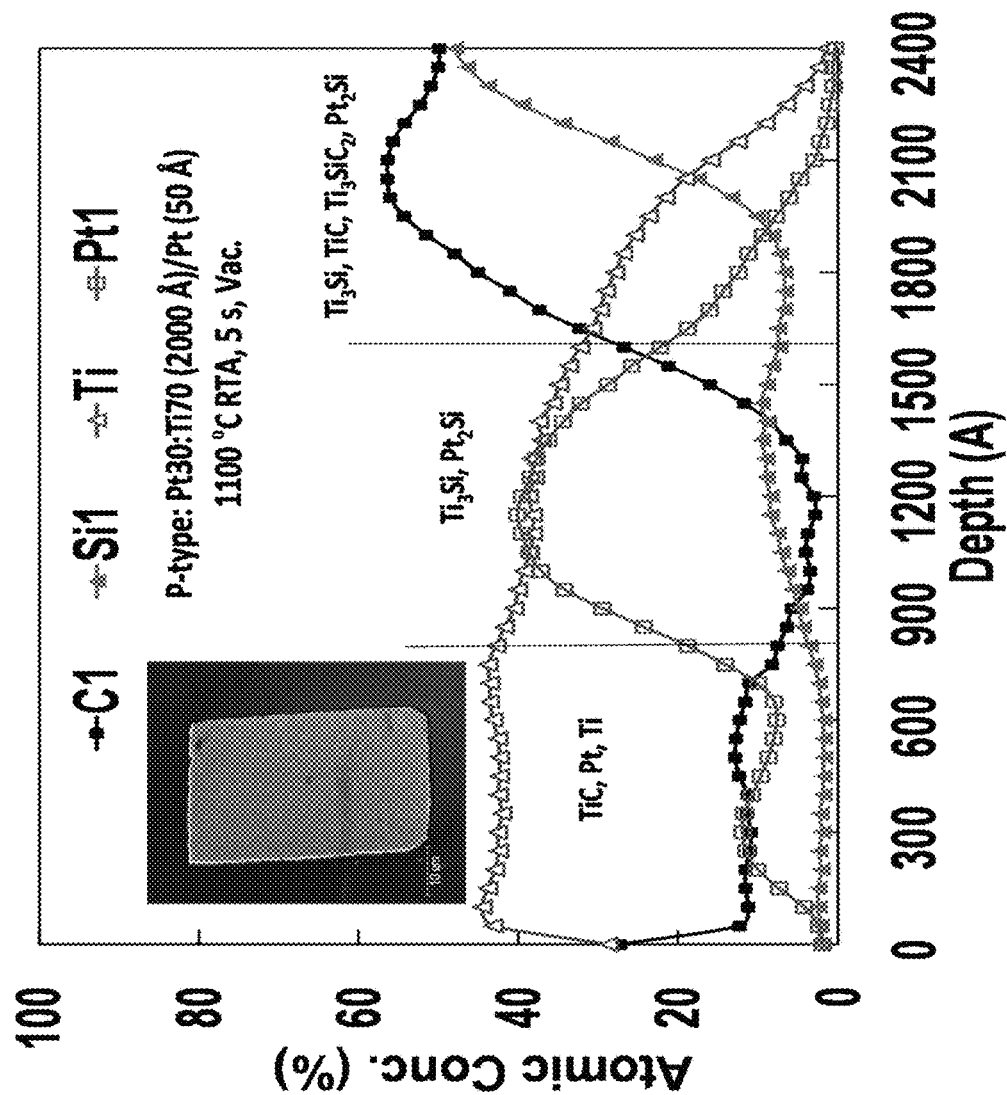 C1 Si1 Ti Pt1
P-type: Pt30:Ti70 (2000 Å)/Pt (50 Å)
1100 °C RTA, 5 s, Vac.
TiC, Pt, Ti
Ti₃Si, Pt₂Si
Ti₃Si, TiC, Ti₃SiC₂, Pt₂Si
Atomic Conc. (%)
100
80
60
40
20
0
0 300 600 900 1200 1500 1800 2100 2400
Depth (A)